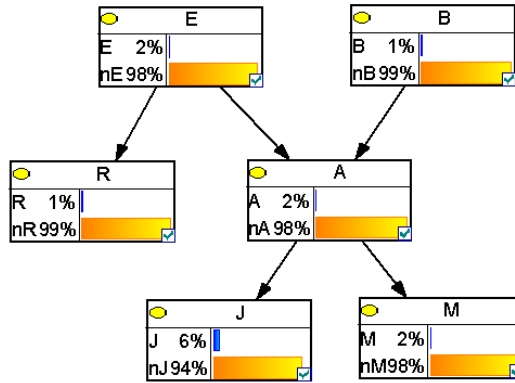 E
E 2%
nE 98%
B
B 1%
nB 99%
R
R 1%
nR 99%
A
A 2%
nA 98%
J
J 6%
nJ 94%
M
M 2%
nM 98%